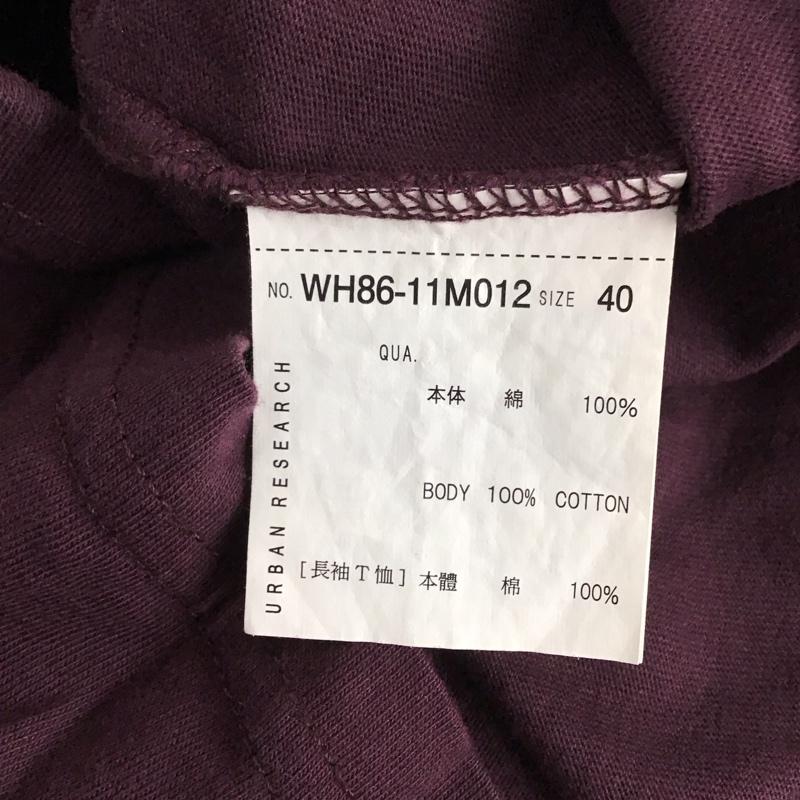 NO. WH86-11M012 SIZE 40
QUA.
本体 綿 100%
BODY 100% COTTON
[長袖T恤] 本體 棉 100%
URBAN RESEARCH